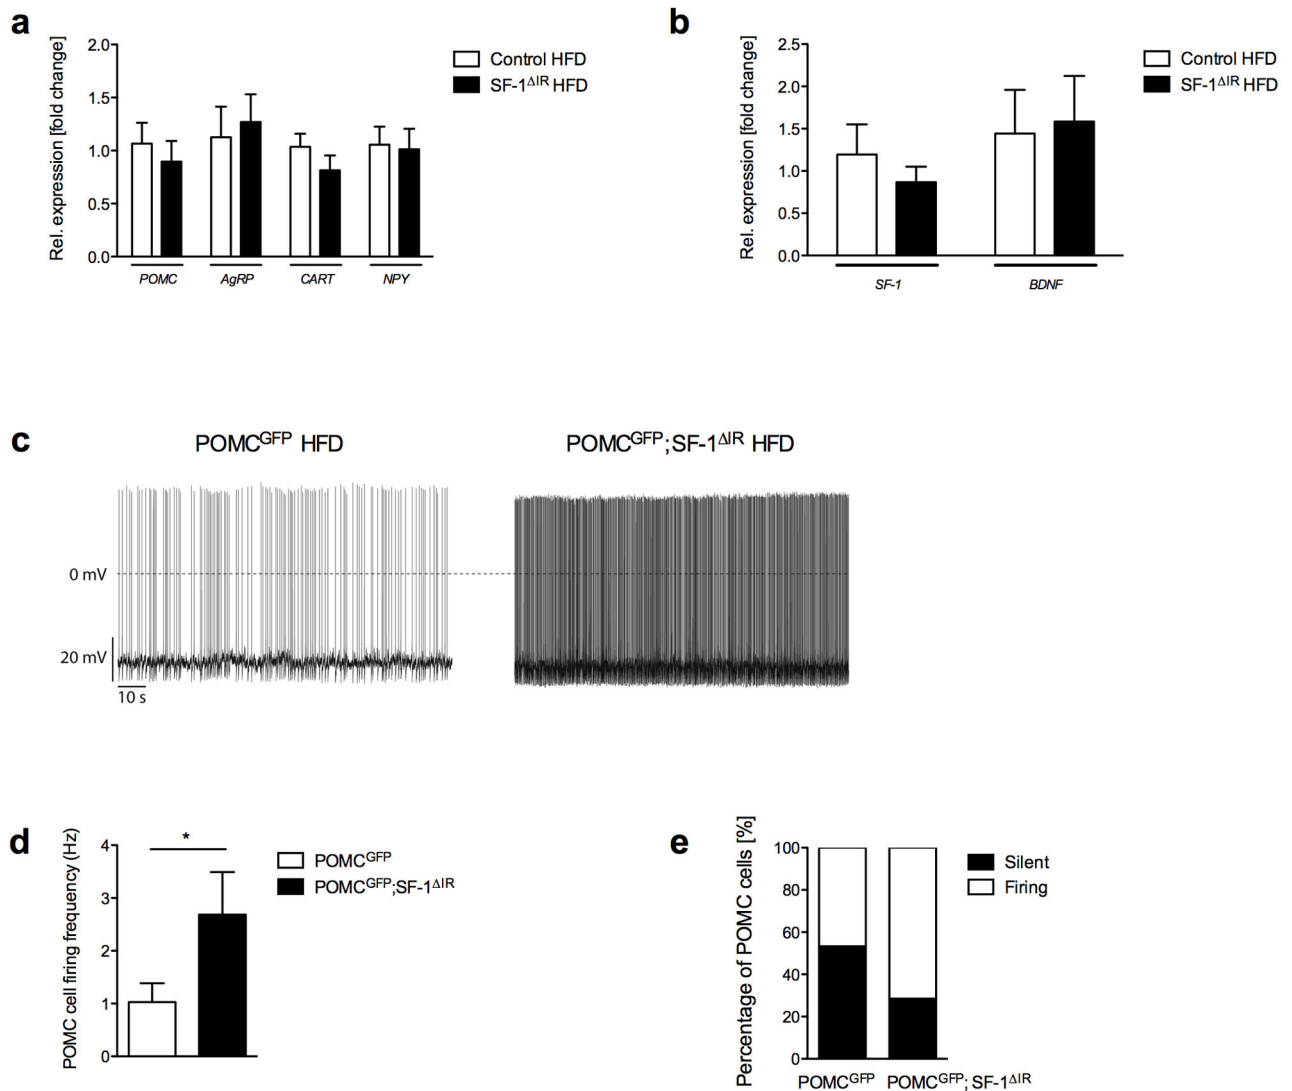 a
Rel. expression [fold change]
2.0
1.5
1.0
0.5
0.0
POMC AgRP CART NPY
Control HFD
SF-1ΔIR HFD
b
Rel. expression [fold change]
2.5
2.0
1.5
1.0
0.5
0.0
SF-1 BDNF
Control HFD
SF-1ΔIR HFD
c
POMCGFP HFD
POMCGFP;SF-1ΔIR HFD
0 mV
20 mV
10 s
d
POMC cell firing frequency (Hz)
4
3
2
1
0
*
POMCGFP
POMCGFP;SF-1ΔIR
e
Percentage of POMC cells [%]
100
80
60
40
20
0
POMCGFP POMCGFP;SF-1ΔIR
Silent
Firing